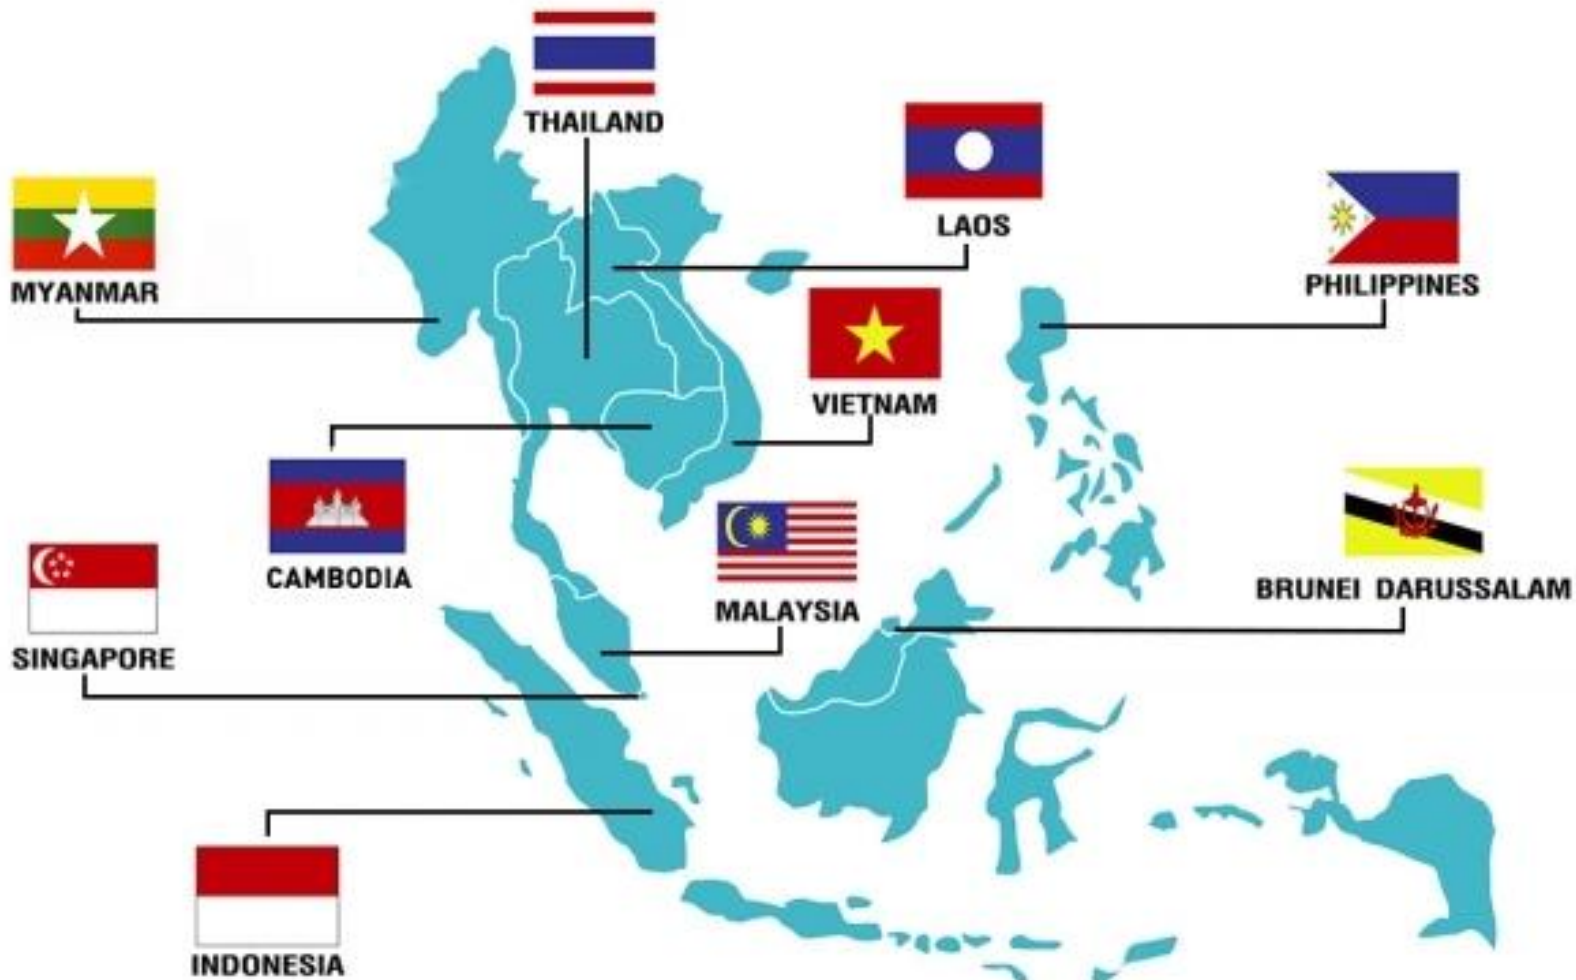 THAILAND
LAOS
PHILIPPINES
MYANMAR
VIETNAM
CAMBODIA
MALAYSIA
BRUNEI DARUSSALAM
SINGAPORE
INDONESIA